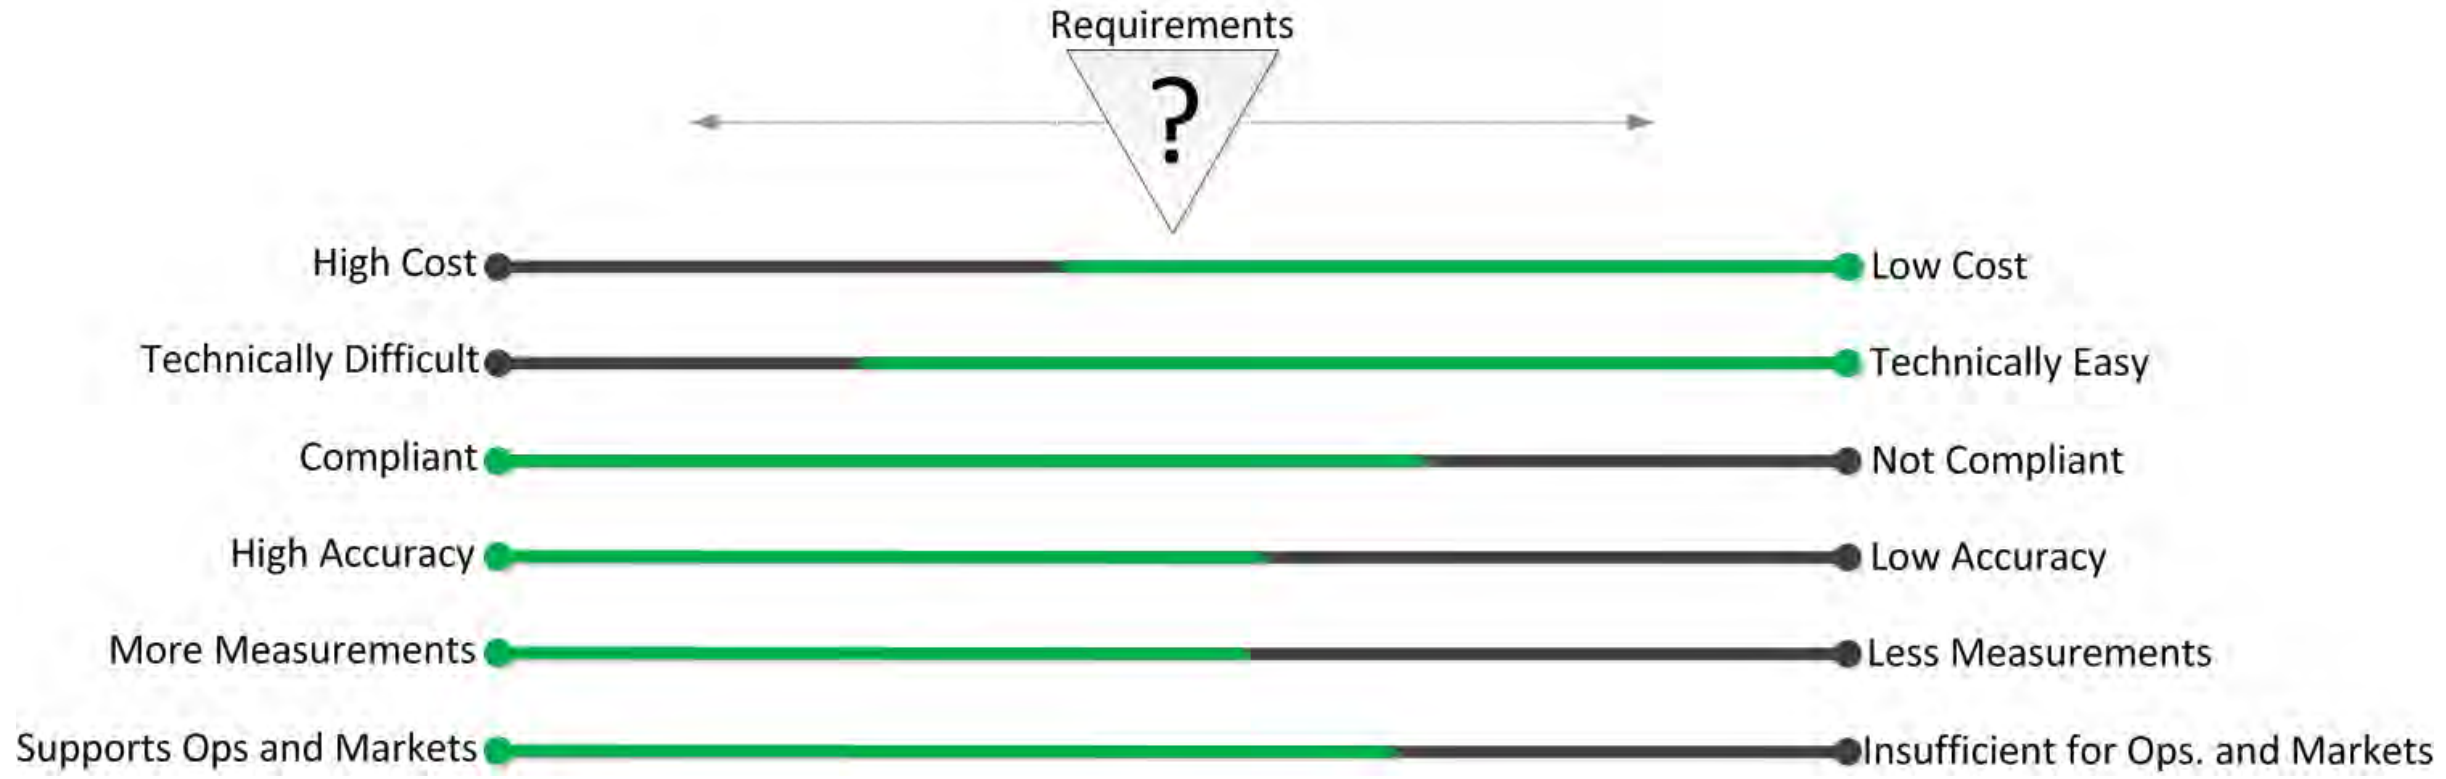 Requirements
?
High Cost Low Cost
Technically Difficult Technically Easy
Compliant Not Compliant
High Accuracy Low Accuracy
More Measurements Less Measurements
Supports Ops and Markets Insufficient for Ops. and Markets